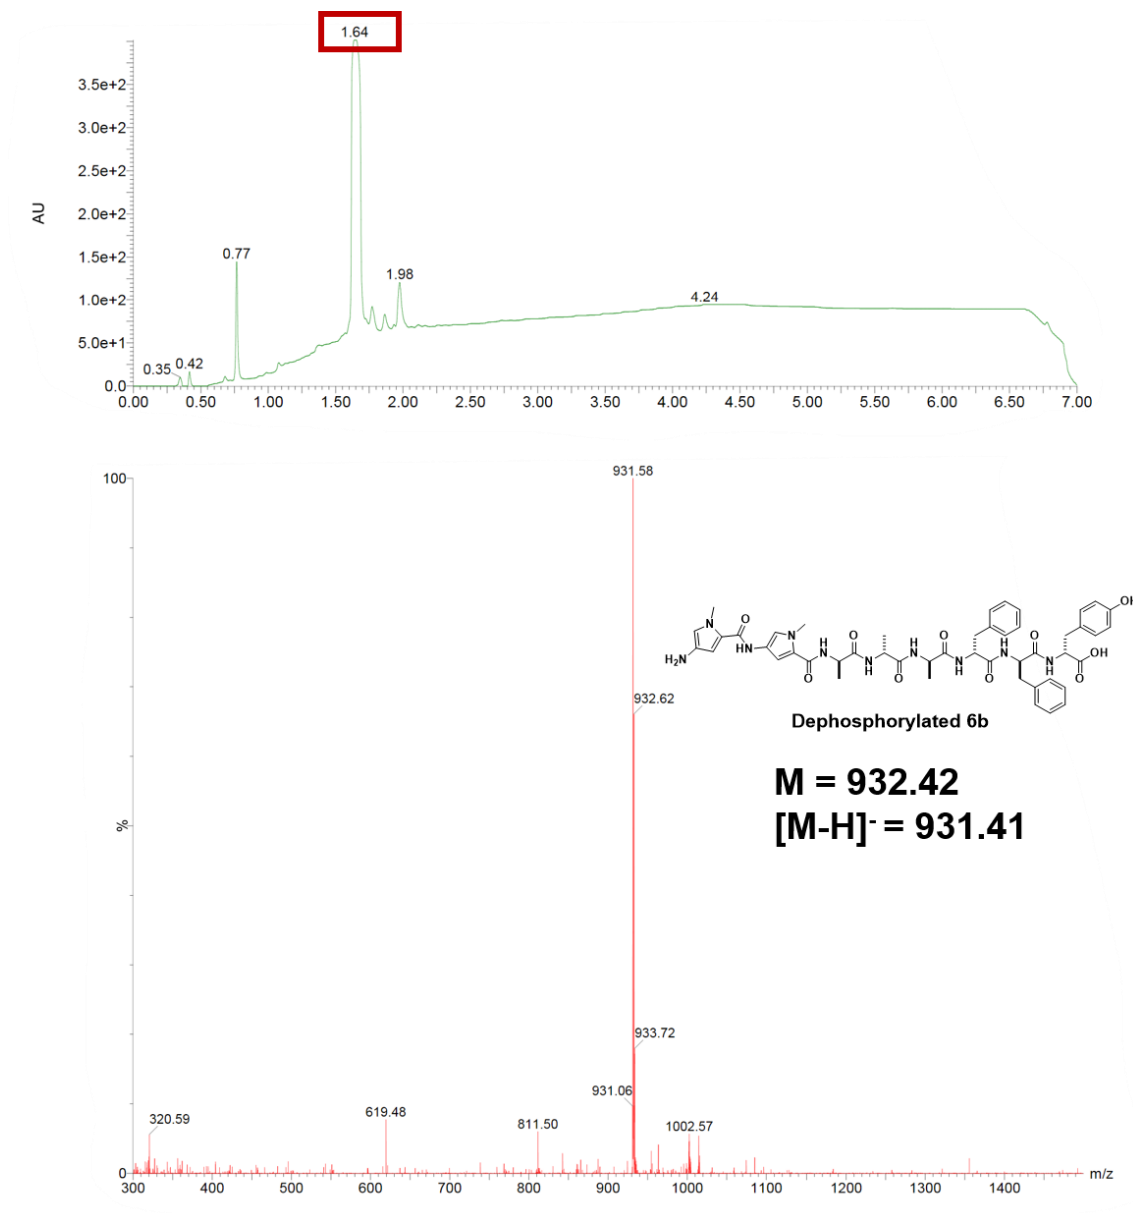 1.64
3.5e+2
3.0e+2
2.5e+2
2.0e+2
1.5e+2
1.0e+2
5.0e+1
0.0
AU
0.35
0.42
0.77
1.98
4.24
0.00 0.50 1.00 1.50 2.00 2.50 3.00 3.50 4.00 4.50 5.00 5.50 6.00 6.50 7.00
100
%
0
931.58
932.62
933.72
931.06
320.59
619.48
811.50
1002.57
H2N
N
O
HN
N
O
H
N
O
N
H
O
H
N
O
N
H
O
H
N
O
N
H
OH
O
OH
Dephosphorylated 6b
M = 932.42
[M-H]- = 931.41
300 400 500 600 700 800 900 1000 1100 1200 1300 1400 m/z